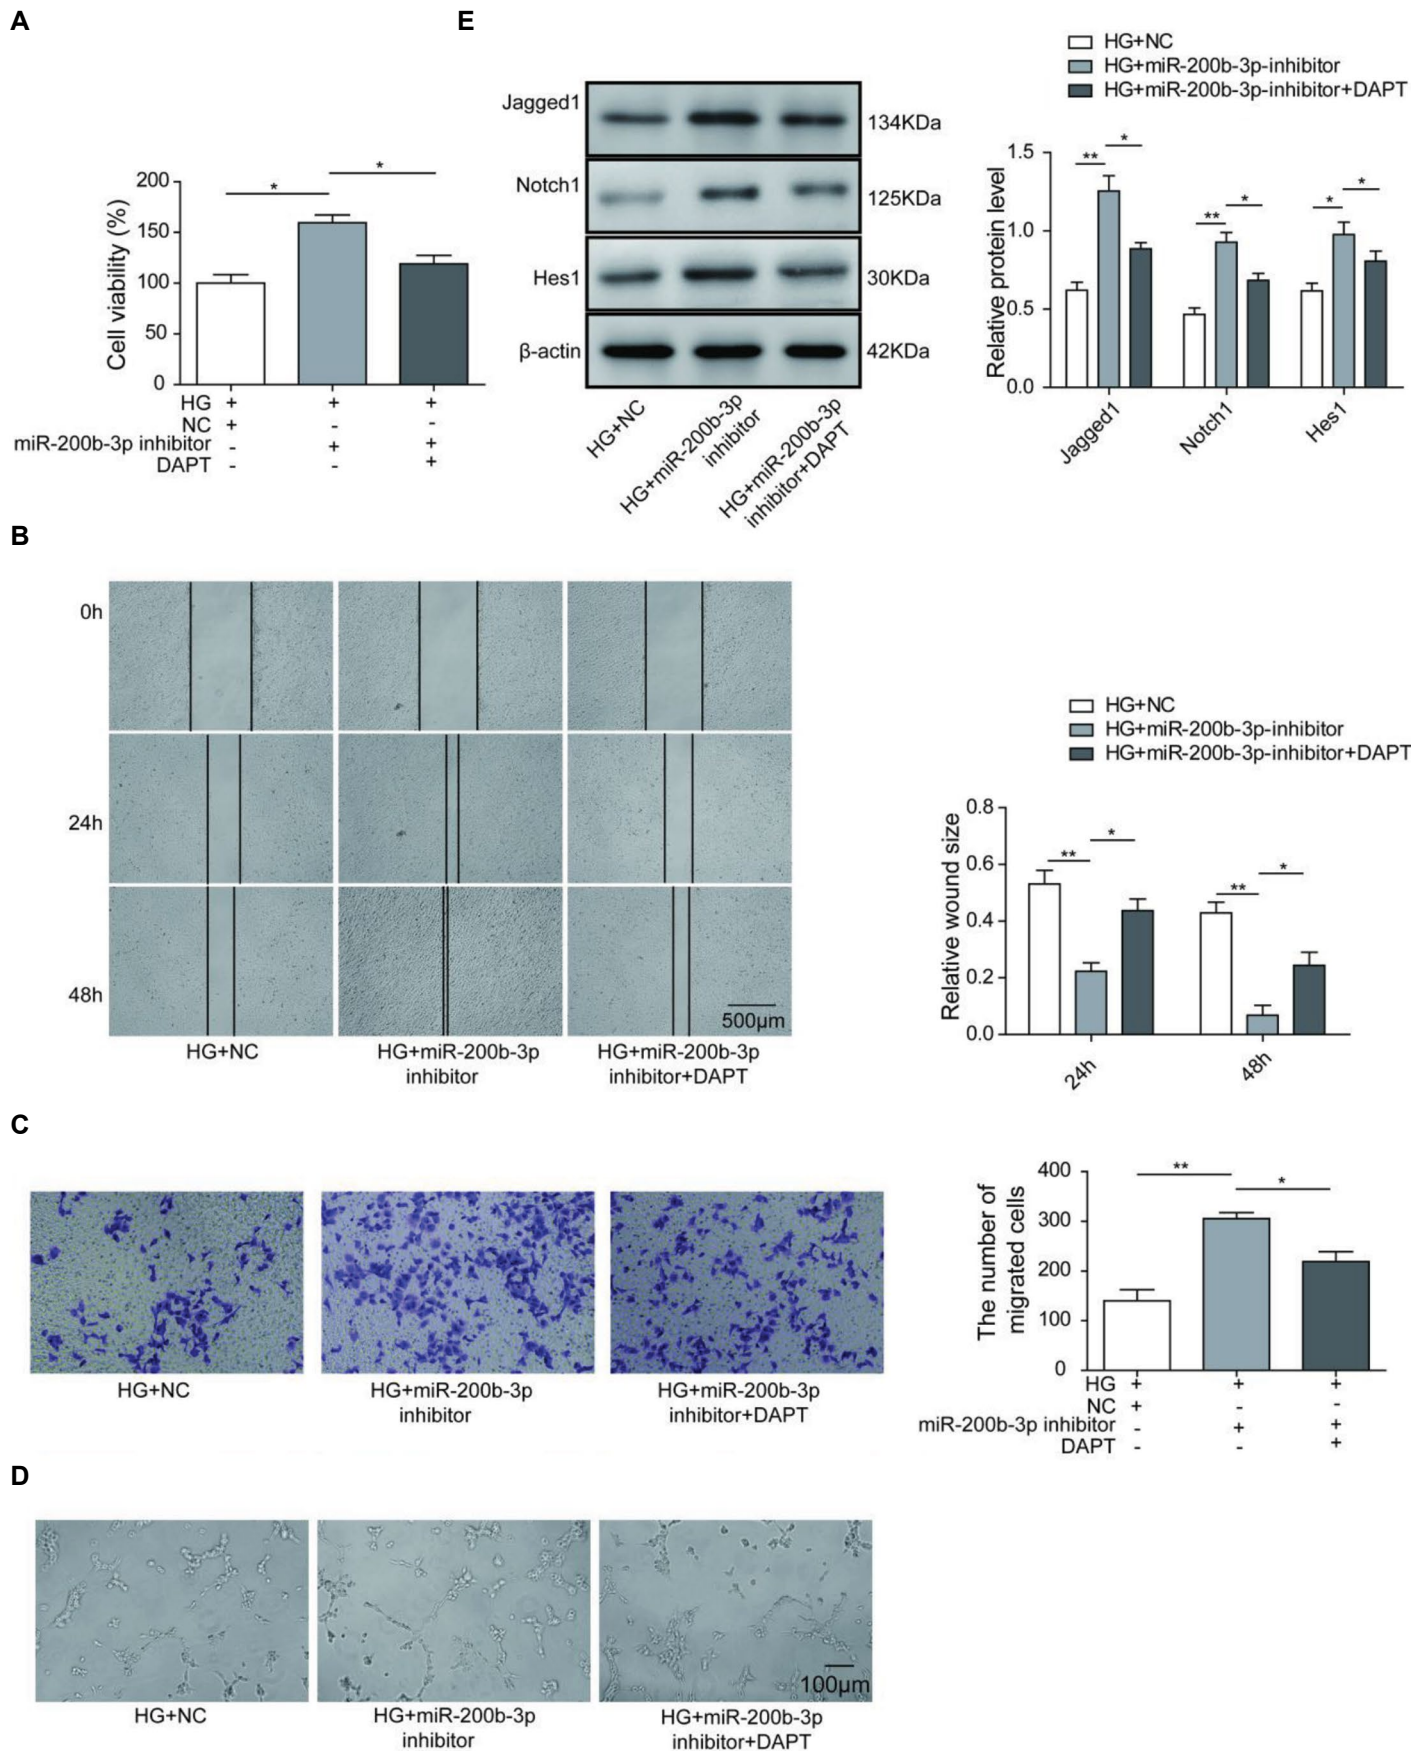 A
Cell viability (%)
200
150
100
50
0
*
*
HG + + +
NC + - -
miR-200b-3p inhibitor - + +
DAPT - - +
E
Jagged1
134KDa
Notch1
125KDa
Hes1
30KDa
β-actin
42KDa
HG+NC
HG+miR-200b-3p
inhibitor
HG+miR-200b-3p
inhibitor+DAPT
HG+NC
HG+miR-200b-3p-inhibitor
HG+miR-200b-3p-inhibitor+DAPT
Relative protein level
1.5
1.0
0.5
0.0
** *
** *
* *
Jagged1
Notch1
Hes1
B
0h
24h
48h
500μm
HG+NC
HG+miR-200b-3p
inhibitor
HG+miR-200b-3p
inhibitor+DAPT
HG+NC
HG+miR-200b-3p-inhibitor
HG+miR-200b-3p-inhibitor+DAPT
Relative wound size
0.8
0.6
0.4
0.2
0.0
** *
** *
24h
48h
C
HG+NC
HG+miR-200b-3p
inhibitor
HG+miR-200b-3p
inhibitor+DAPT
The number of
migrated cells
400
300
200
100
0
**
*
HG + + +
NC + - -
miR-200b-3p inhibitor - + +
DAPT - - +
D
100μm
HG+NC
HG+miR-200b-3p
inhibitor
HG+miR-200b-3p
inhibitor+DAPT